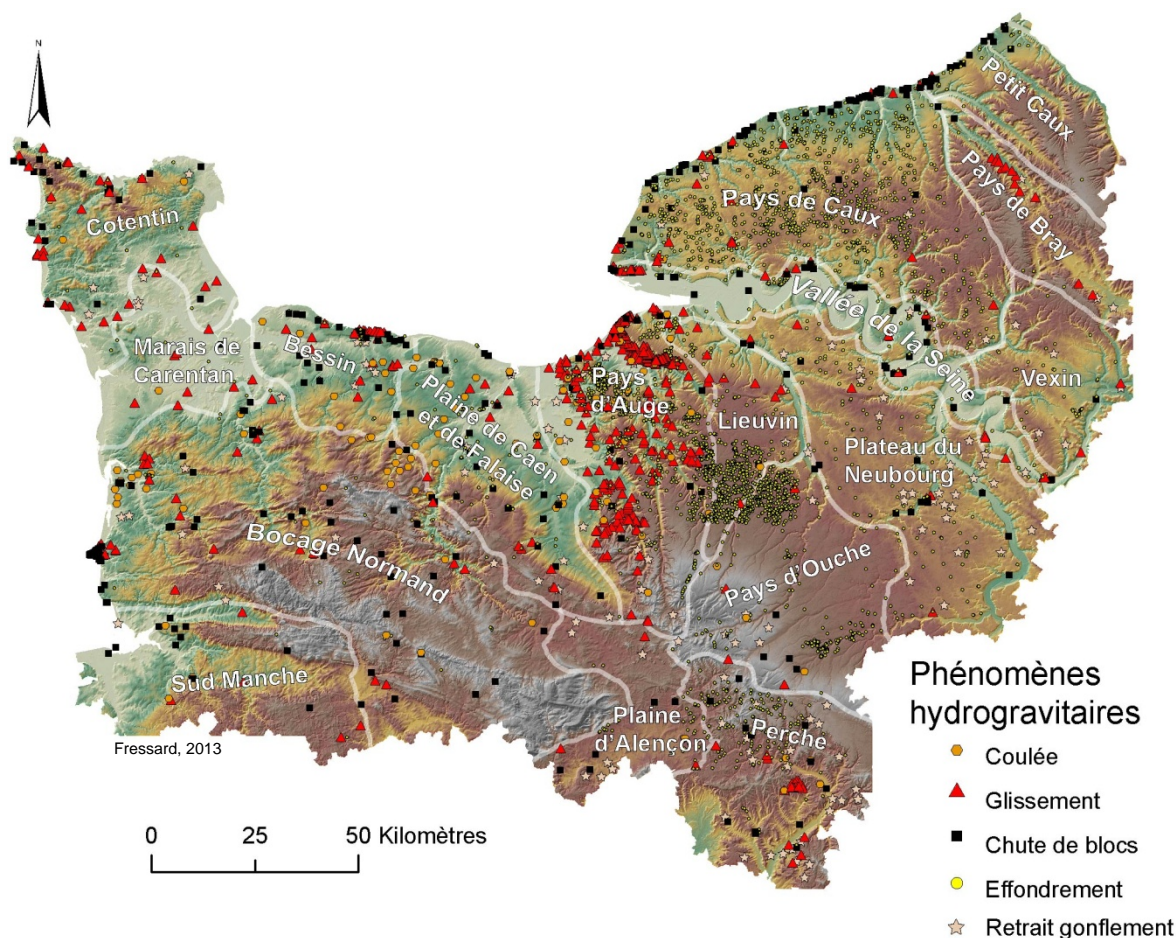 N
Petit Caux
Pays de Bray
Pays de Caux
Cotentin
Vallée de la Seine
Marais de
Carentan
Bessin
Plaine de Caen
et de Falaise
Pays
d'Auge
Lieuvin
Vexin
Plateau du
Neubourg
Bocage Normand
Pays d'Ouche
Sud Manche
Plaine
d'Alençon
Perche
Fressard, 2013
0 25 50 Kilomètres
Phénomènes
hydrogravitaires
Coulée
Glissement
Chute de blocs
Effondrement
Retrait gonflement